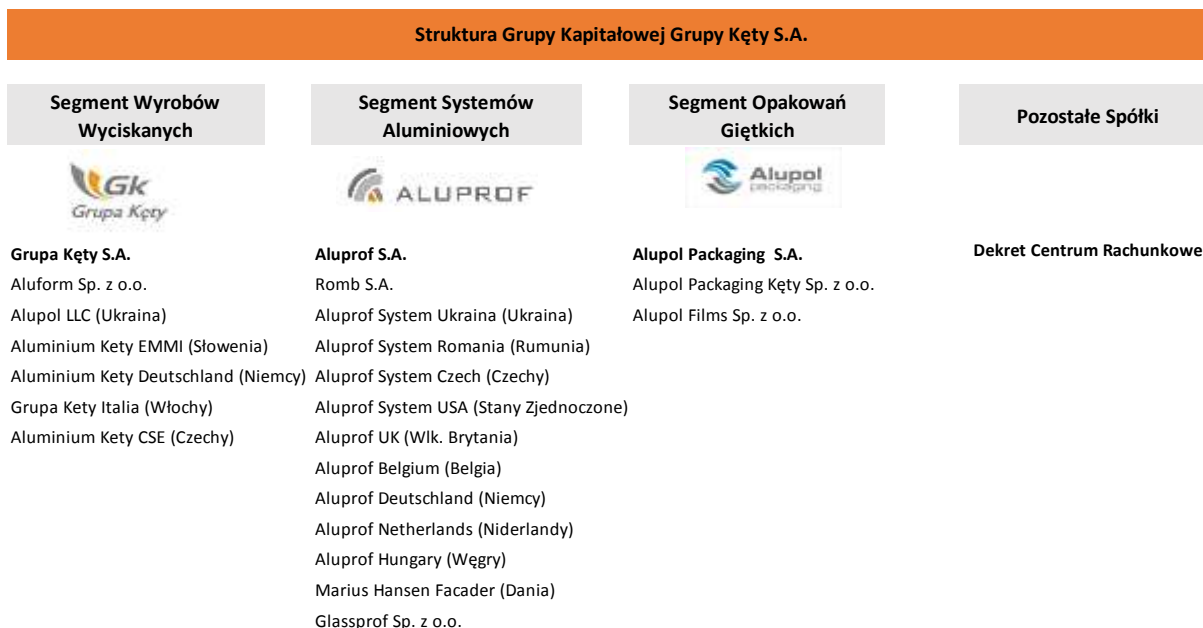 Struktura Grupy Kapitałowej Grupy Kęty S.A.
Segment Wyrobów
Wyciskanych
Segment Systemów
Aluminiowych
Segment Opakowań
Giętkich
Pozostałe Spółki
Gk
Grupa Kęty
ALUPROF
Alupol
packaging
Grupa Kęty S.A.
Aluform Sp. z o.o.
Alupol LLC (Ukraina)
Aluminium Kety EMMI (Słowenia)
Aluminium Kety Deutschland (Niemcy)
Grupa Kety Italia (Włochy)
Aluminium Kety CSE (Czechy)
Aluprof S.A.
Romb S.A.
Aluprof System Ukraina (Ukraina)
Aluprof System Romania (Rumunia)
Aluprof System Czech (Czechy)
Aluprof System USA (Stany Zjednoczone)
Aluprof UK (Wlk. Brytania)
Aluprof Belgium (Belgia)
Aluprof Deutschland (Niemcy)
Aluprof Netherlands (Niderlandy)
Aluprof Hungary (Węgry)
Marius Hansen Facader (Dania)
Glassprof Sp. z o.o.
Alupol Packaging S.A.
Alupol Packaging Kęty Sp. z o.o.
Alupol Films Sp. z o.o.
Dekret Centrum Rachunkowe